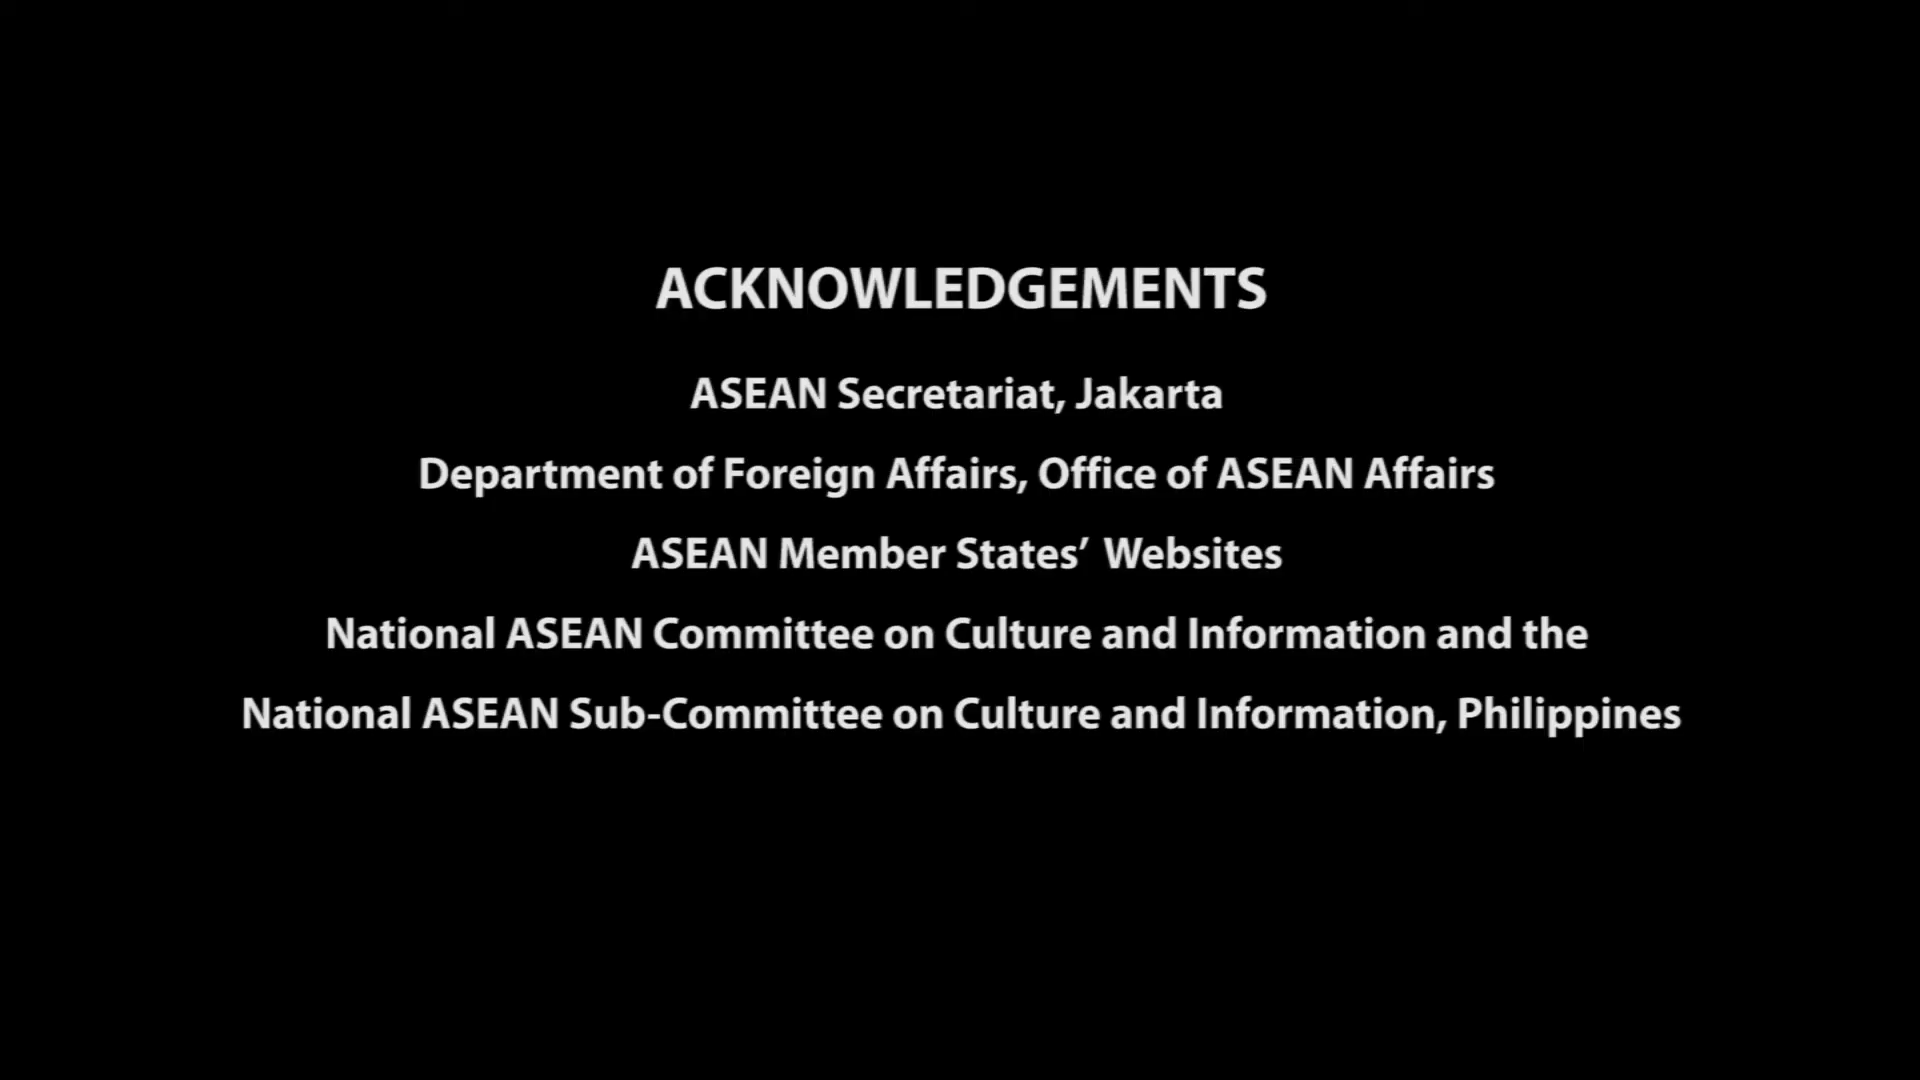 ACKNOWLEDGEMENTS
ASEAN Secretariat, Jakarta
Department of Foreign Affairs, Office of ASEAN Affairs
ASEAN Member States’ Websites
National ASEAN Committee on Culture and Information and the
National ASEAN Sub-Committee on Culture and Information, Philippines